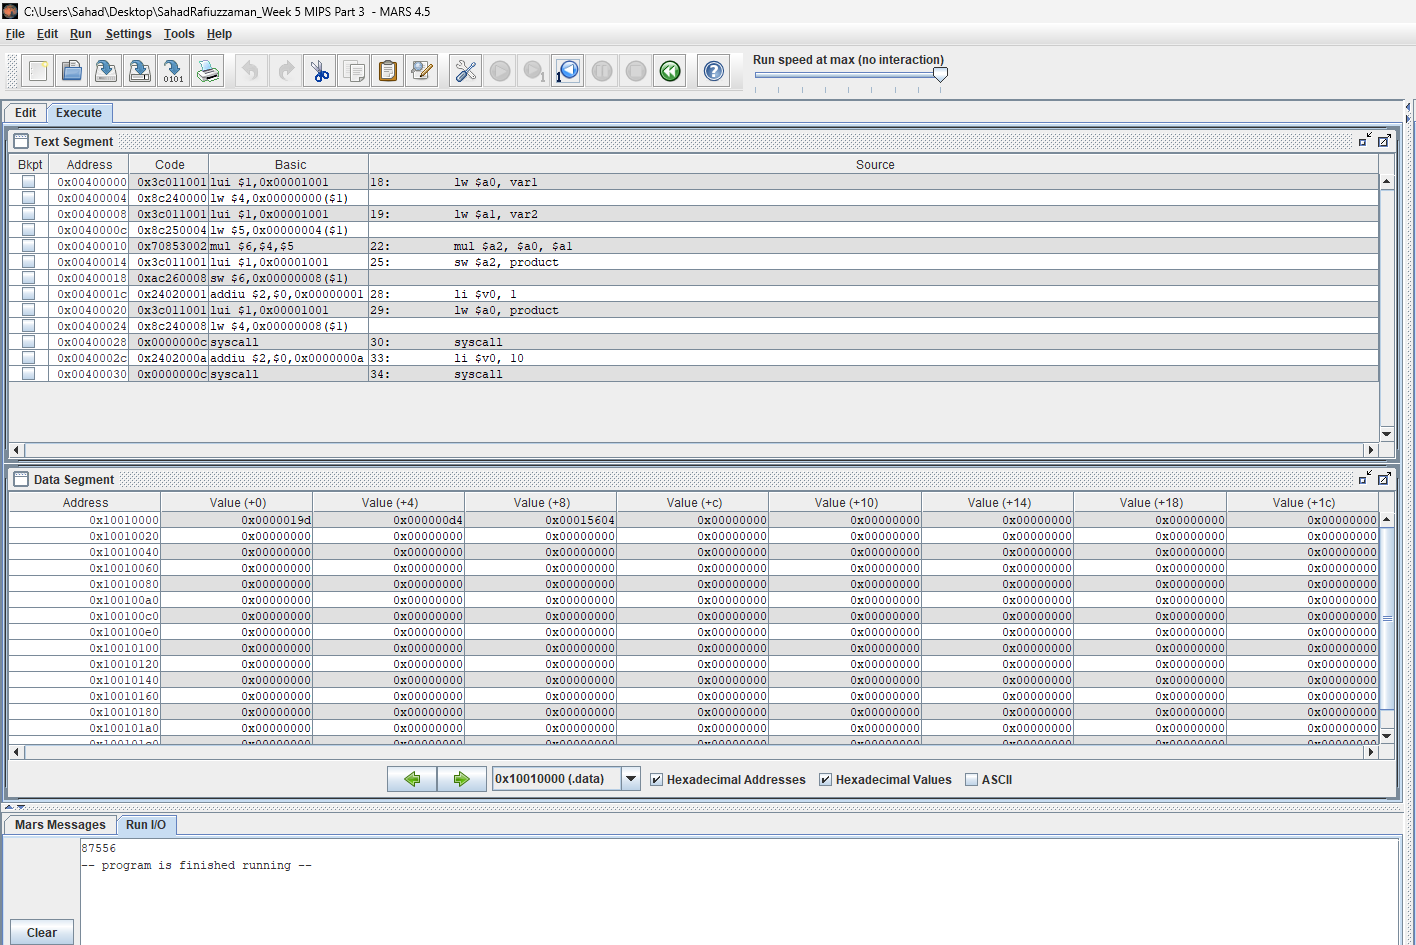 C:\Users\Sahad\Desktop\SahadRafiuzzaman_Week 5 MIPS Part 3 - MARS 4.5
File Edit Run Settings Tools Help
Run speed at max (no interaction)
Edit Execute
Text Segment
Bkpt Address Code Basic Source
0x00400000 0x3c011001 lui $1,0x00001001 18: lw $a0, var1
0x00400004 0x8c240000 lw $4,0x00000000($1)
0x00400008 0x3c011001 lui $1,0x00001001 19: lw $a1, var2
0x0040000c 0x8c250004 lw $5,0x00000004($1)
0x00400010 0x70853002 mul $6,$4,$5 22: mul $a2, $a0, $a1
0x00400014 0x3c011001 lui $1,0x00001001 25: sw $a2, product
0x00400018 0xac260008 sw $6,0x00000008($1)
0x0040001c 0x24020001 addiu $2,$0,0x00000001 28: li $v0, 1
0x00400020 0x3c011001 lui $1,0x00001001 29: lw $a0, product
0x00400024 0x8c240008 lw $4,0x00000008($1)
0x00400028 0x0000000c syscall 30: syscall
0x0040002c 0x2402000a addiu $2,$0,0x0000000a 33: li $v0, 10
0x00400030 0x0000000c syscall 34: syscall
Data Segment
Address Value (+0) Value (+4) Value (+8) Value (+c) Value (+10) Value (+14) Value (+18) Value (+1c)
0x10010000 0x0000019d 0x000000d4 0x00015604 0x00000000 0x00000000 0x00000000 0x00000000 0x00000000
0x10010020 0x00000000 0x00000000 0x00000000 0x00000000 0x00000000 0x00000000 0x00000000 0x00000000
0x10010040 0x00000000 0x00000000 0x00000000 0x00000000 0x00000000 0x00000000 0x00000000 0x00000000
0x10010060 0x00000000 0x00000000 0x00000000 0x00000000 0x00000000 0x00000000 0x00000000 0x00000000
0x10010080 0x00000000 0x00000000 0x00000000 0x00000000 0x00000000 0x00000000 0x00000000 0x00000000
0x100100a0 0x00000000 0x00000000 0x00000000 0x00000000 0x00000000 0x00000000 0x00000000 0x00000000
0x100100c0 0x00000000 0x00000000 0x00000000 0x00000000 0x00000000 0x00000000 0x00000000 0x00000000
0x100100e0 0x00000000 0x00000000 0x00000000 0x00000000 0x00000000 0x00000000 0x00000000 0x00000000
0x10010100 0x00000000 0x00000000 0x00000000 0x00000000 0x00000000 0x00000000 0x00000000 0x00000000
0x10010120 0x00000000 0x00000000 0x00000000 0x00000000 0x00000000 0x00000000 0x00000000 0x00000000
0x10010140 0x00000000 0x00000000 0x00000000 0x00000000 0x00000000 0x00000000 0x00000000 0x00000000
0x10010160 0x00000000 0x00000000 0x00000000 0x00000000 0x00000000 0x00000000 0x00000000 0x00000000
0x10010180 0x00000000 0x00000000 0x00000000 0x00000000 0x00000000 0x00000000 0x00000000 0x00000000
0x100101a0 0x00000000 0x00000000 0x00000000 0x00000000 0x00000000 0x00000000 0x00000000 0x00000000
0x10010000 (.data) Hexadecimal Addresses Hexadecimal Values ASCII
Mars Messages Run I/O
87556
-- program is finished running --
Clear